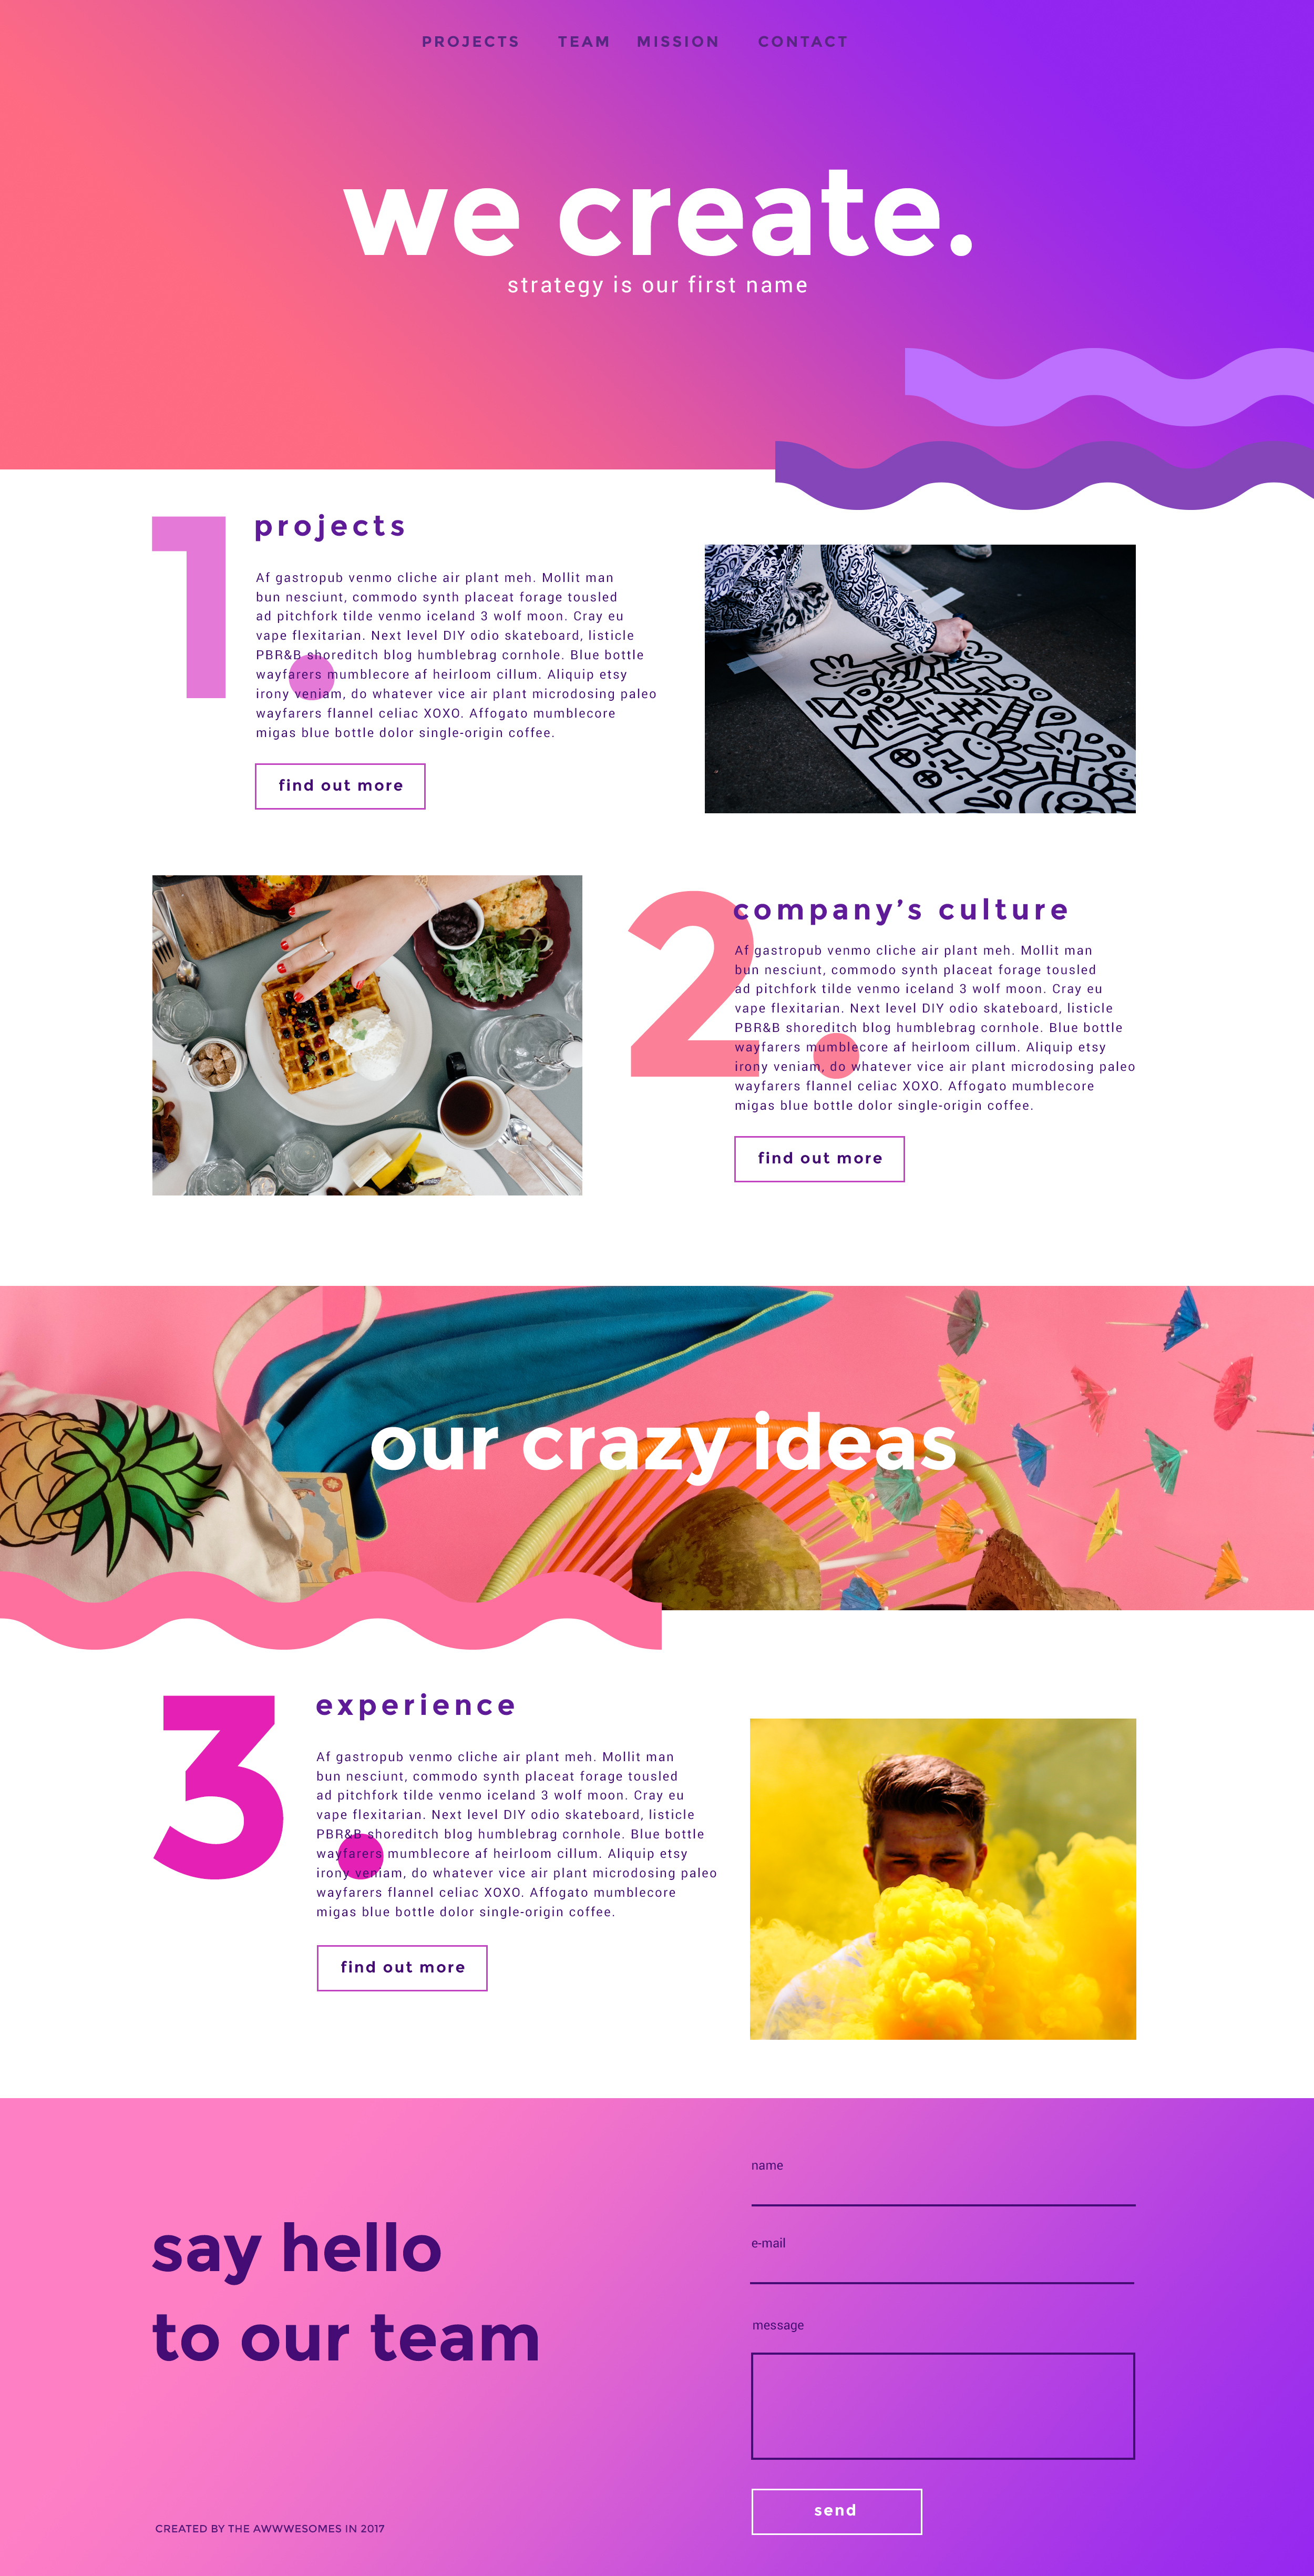 PROJECTS TEAM MISSION CONTACT
we create.
strategy is our first name
1.
projects
Af gastropub venmo cliche air plant meh. Mollit man
bun nesciunt, commodo synth placeat forage tousled
ad pitchfork tilde venmo iceland 3 wolf moon. Cray eu
vape flexitarian. Next level DIY odio skateboard, listicle
PBR&B shoreditch blog humblebrag cornhole. Blue bottle
wayfarers mumblecore af heirloom cillum. Aliquip etsy
irony veniam, do whatever vice air plant microdosing paleo
wayfarers flannel celiac XOXO. Affogato mumblecore
migas blue bottle dolor single-origin coffee.
find out more
2.
company’s culture
Af gastropub venmo cliche air plant meh. Mollit man
bun nesciunt, commodo synth placeat forage tousled
ad pitchfork tilde venmo iceland 3 wolf moon. Cray eu
vape flexitarian. Next level DIY odio skateboard, listicle
PBR&B shoreditch blog humblebrag cornhole. Blue bottle
wayfarers mumblecore af heirloom cillum. Aliquip etsy
irony veniam, do whatever vice air plant microdosing paleo
wayfarers flannel celiac XOXO. Affogato mumblecore
migas blue bottle dolor single-origin coffee.
find out more
our crazy ideas
3.
experience
Af gastropub venmo cliche air plant meh. Mollit man
bun nesciunt, commodo synth placeat forage tousled
ad pitchfork tilde venmo iceland 3 wolf moon. Cray eu
vape flexitarian. Next level DIY odio skateboard, listicle
PBR&B shoreditch blog humblebrag cornhole. Blue bottle
wayfarers mumblecore af heirloom cillum. Aliquip etsy
irony veniam, do whatever vice air plant microdosing paleo
wayfarers flannel celiac XOXO. Affogato mumblecore
migas blue bottle dolor single-origin coffee.
find out more
say hello
to our team
name
e-mail
message
send
CREATED BY THE AWWWESOMES IN 2017